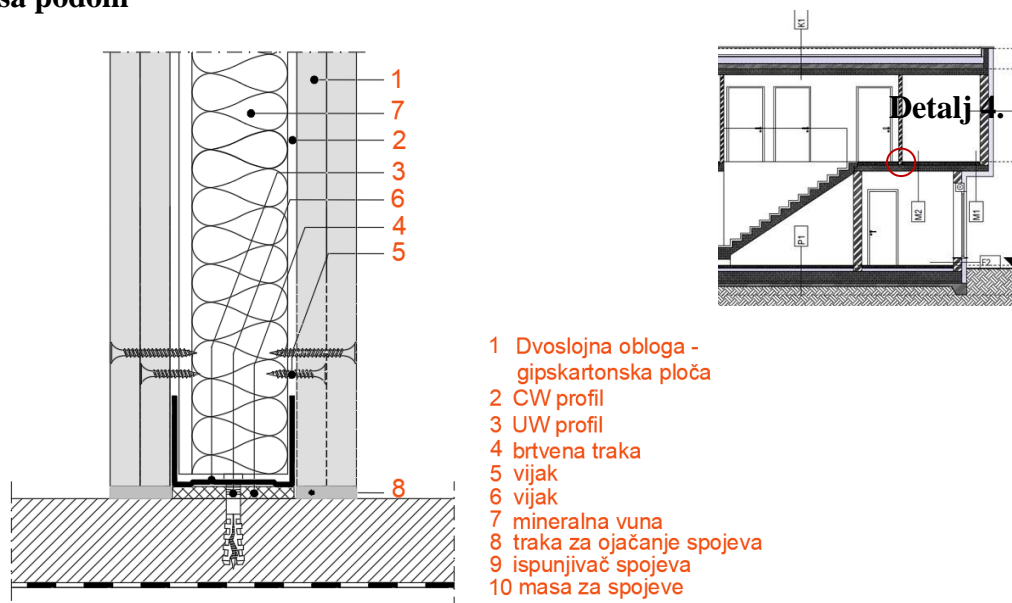 sa podom
1
7
2
3
6
4
5
8
1 Dvoslojna obloga -
gipskartonska ploča
2 CW profil
3 UW profil
4 brtvena traka
5 vijak
6 vijak
7 mineralna vuna
8 traka za ojačanje spojeva
9 ispunjivač spojeva
10 masa za spojeve
K1
Detalj 4.
M2
M1
P1
F2